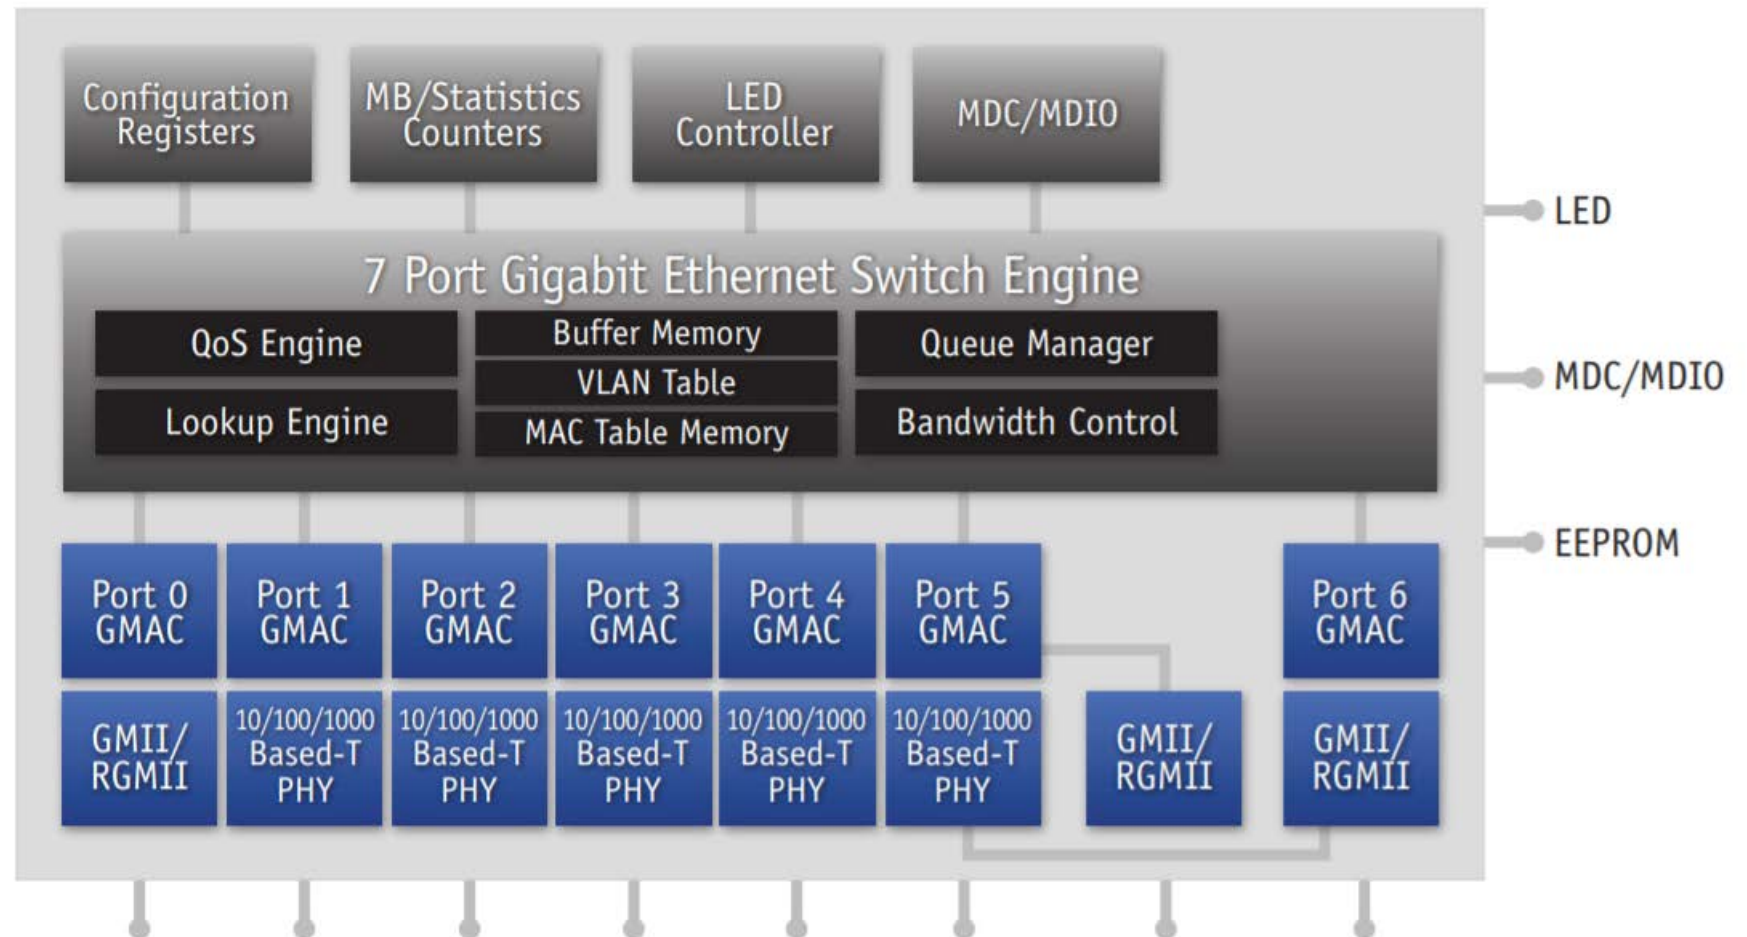 Configuration
Registers
MB/Statistics
Counters
LED
Controller
MDC/MDIO
7 Port Gigabit Ethernet Switch Engine
QoS Engine
Lookup Engine
Buffer Memory
VLAN Table
MAC Table Memory
Queue Manager
Bandwidth Control
LED
MDC/MDIO
EEPROM
Port 0
GMAC
Port 1
GMAC
Port 2
GMAC
Port 3
GMAC
Port 4
GMAC
Port 5
GMAC
Port 6
GMAC
GMII/
RGMII
10/100/1000
Based-T
PHY
10/100/1000
Based-T
PHY
10/100/1000
Based-T
PHY
10/100/1000
Based-T
PHY
10/100/1000
Based-T
PHY
GMII/
RGMII
GMII/
RGMII